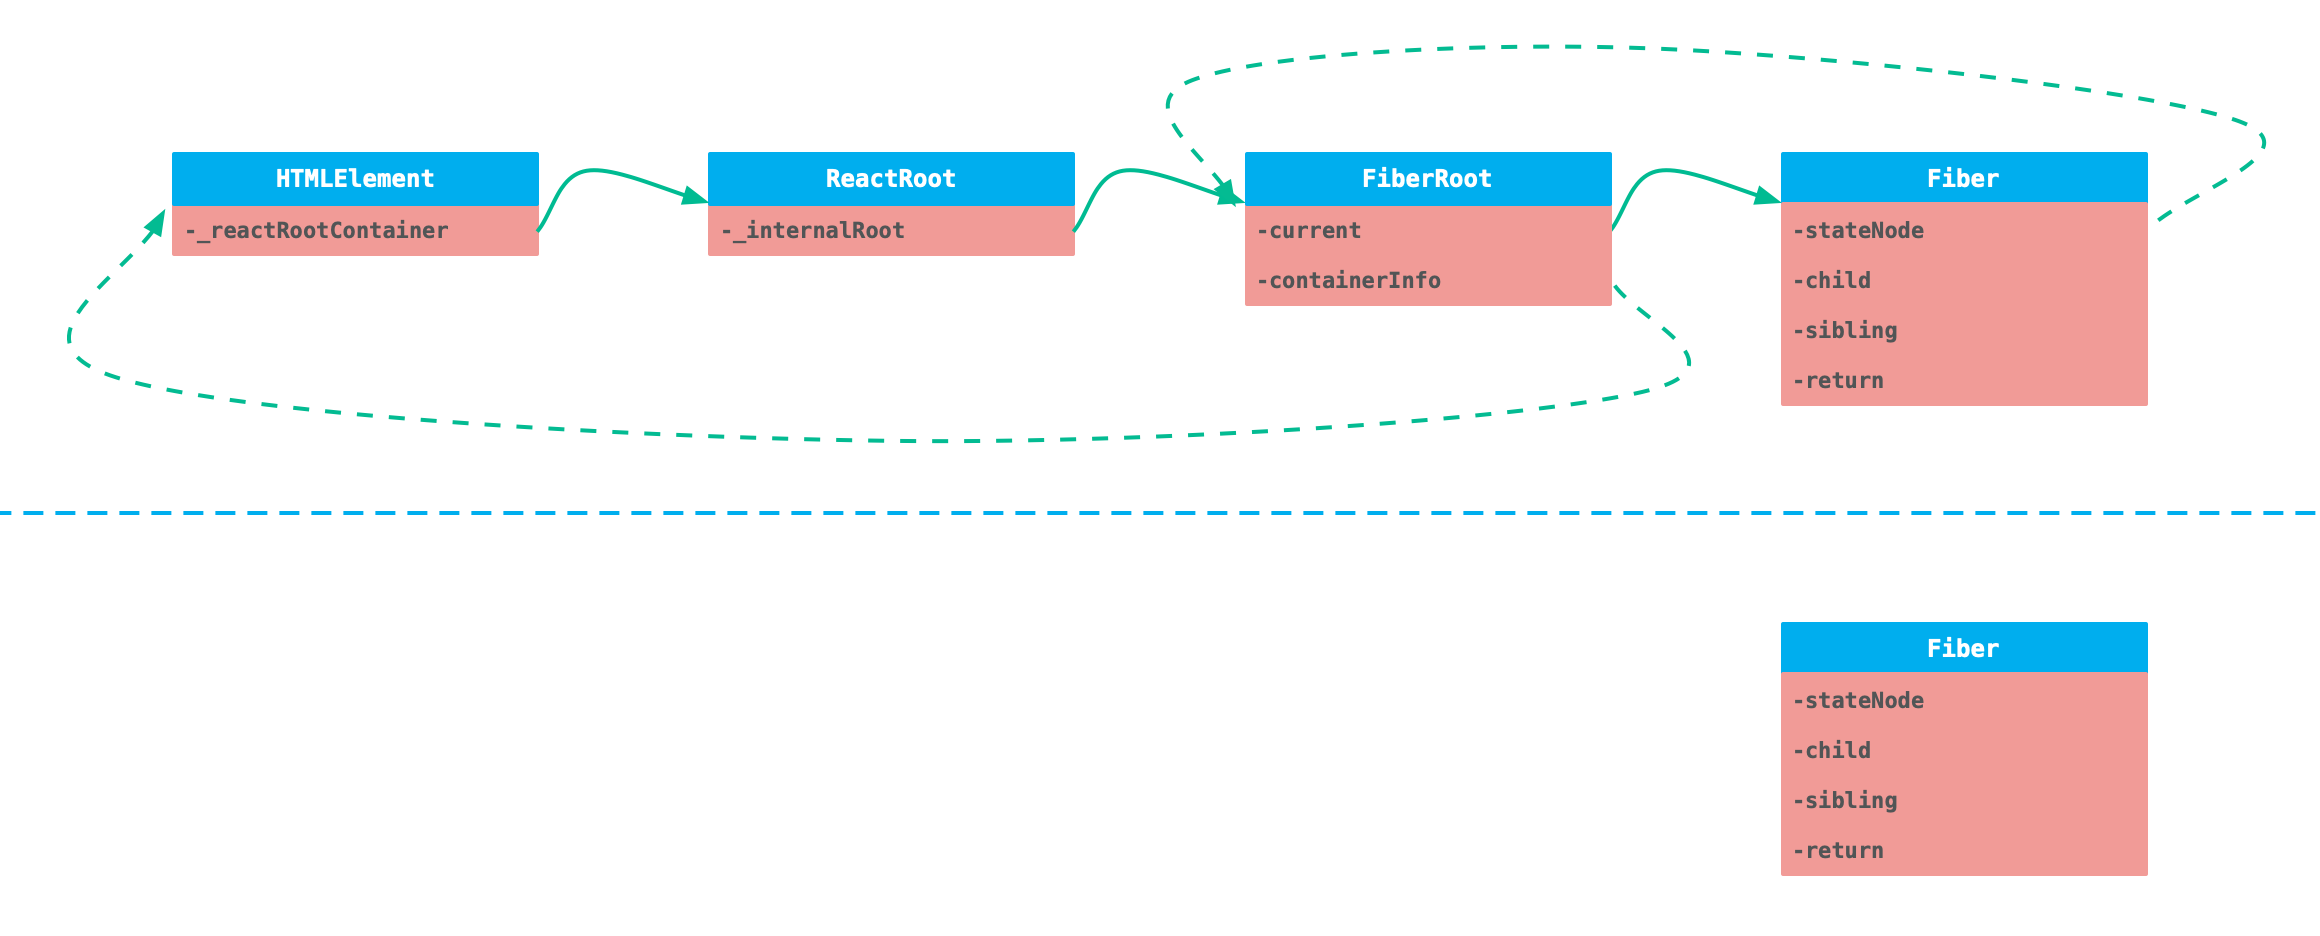 HTMLElement
-_reactRootContainer
ReactRoot
-_internalRoot
FiberRoot
-current
-containerInfo
Fiber
-stateNode
-child
-sibling
-return
Fiber
-stateNode
-child
-sibling
-return